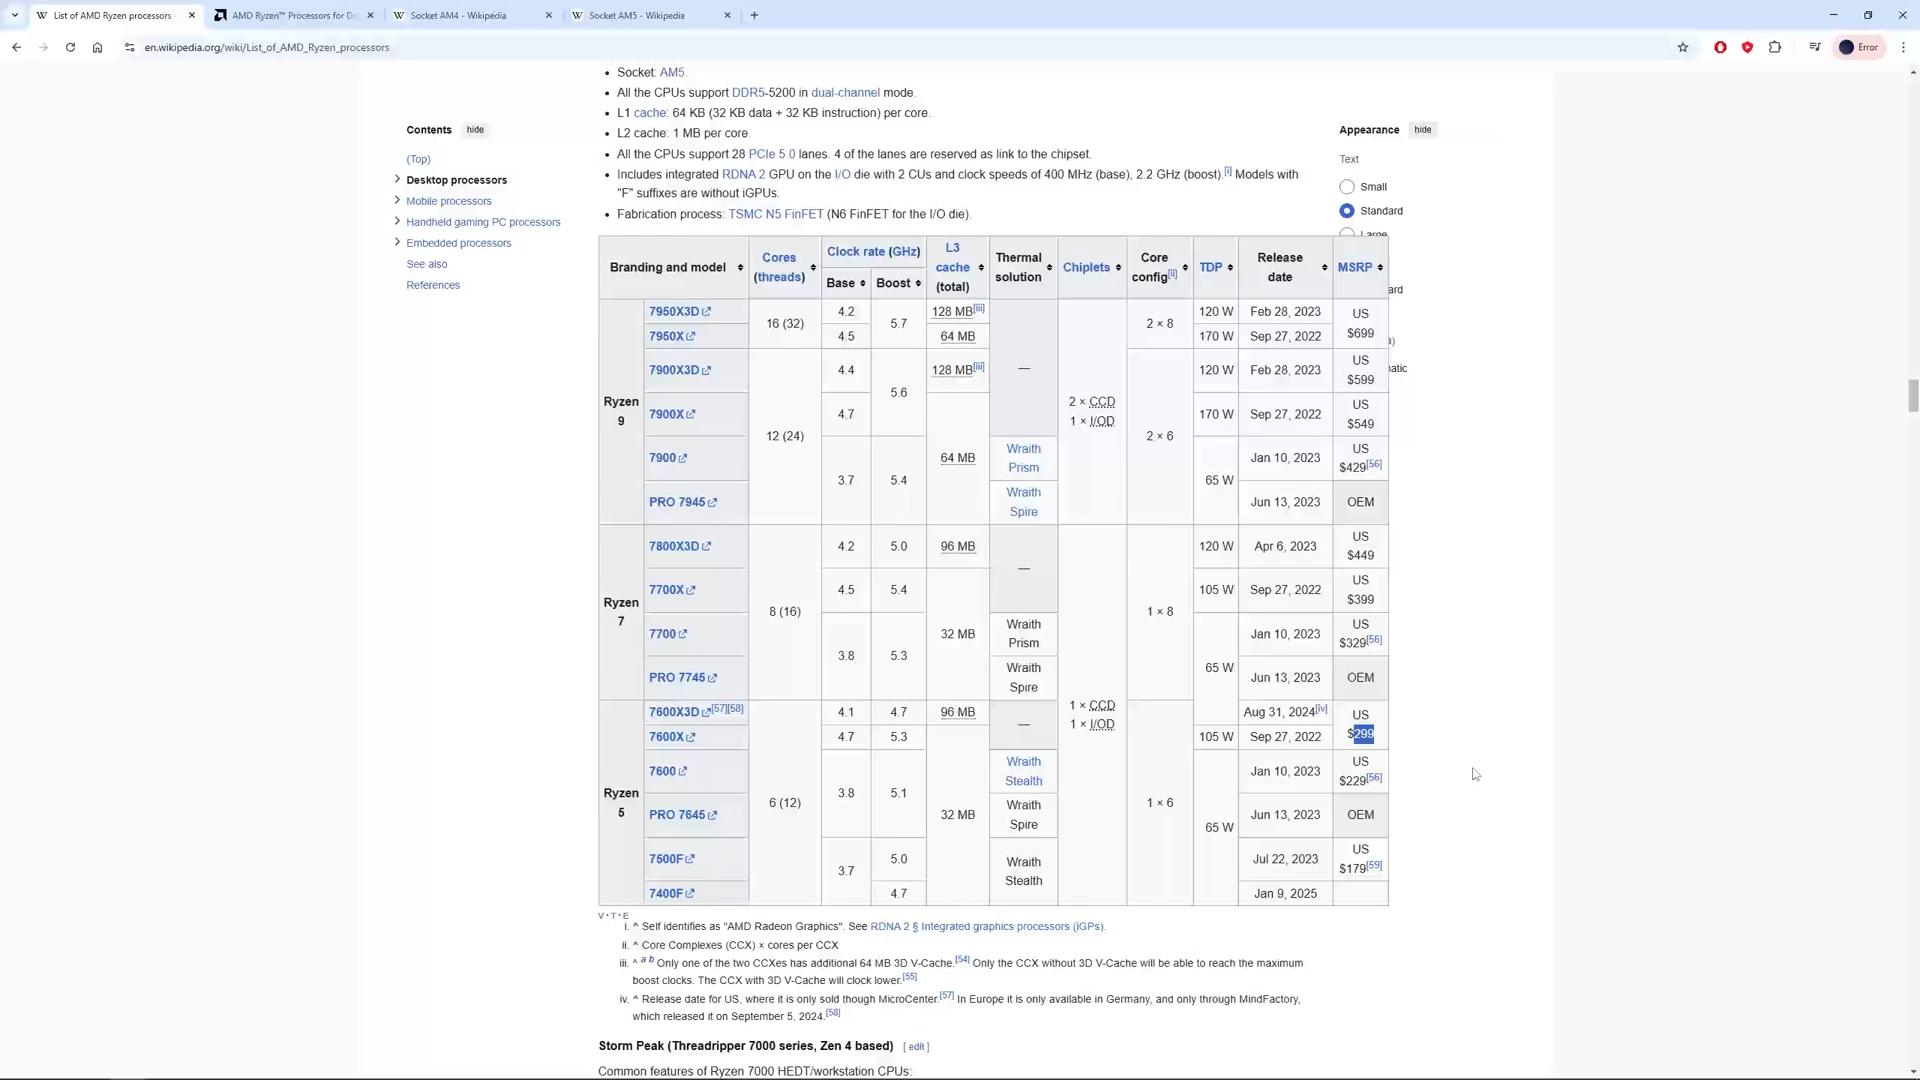 List of AMD Ryzen processors -
AMD Ryzen™ Processors for De
Socket AM4 - Wikipedia
Socket AM5 - Wikipedia
en.wikipedia.org/wiki/List_of_AMD_Ryzen_processors
Error
Contents hide
(Top)
Desktop processors
Mobile processors
Handheld gaming PC processors
Embedded processors
See also
References
• Socket: AM5.
• All the CPUs support DDR5-5200 in dual-channel mode.
• L1 cache: 64 KB (32 KB data + 32 KB instruction) per core.
• L2 cache: 1 MB per core.
• All the CPUs support 28 PCIe 5.0 lanes. 4 of the lanes are reserved as link to the chipset.
• Includes integrated RDNA 2 GPU on the I/O die with 2 CUs and clock speeds of 400 MHz (base), 2.2 GHz (boost).[i] Models with
"F" suffixes are without iGPUs.
• Fabrication process: TSMC N5 FinFET (N6 FinFET for the I/O die).
Appearance hide
Text
Small
Standard
Large
ard
)
atic
Branding and model
Cores
(threads)
Clock rate (GHz)
Base Boost
L3
cache
(total)
Thermal
solution
Chiplets
Core
config[ii]
TDP
Release
date
MSRP
Ryzen
9
7950X3D 16 (32) 4.2 5.7 128 MB[iii] — 2 × CCD
1 × I/OD 2 × 8 120 W Feb 28, 2023 US
$699
7950X 4.5 64 MB 170 W Sep 27, 2022
7900X3D 12 (24) 4.4 5.6 128 MB[iii] 2 × 6 120 W Feb 28, 2023 US
$599
7900X 4.7 64 MB 170 W Sep 27, 2022 US
$549
7900 3.7 5.4 Wraith
Prism 65 W Jan 10, 2023 US
$429[56]
PRO 7945 Wraith
Spire Jun 13, 2023 OEM
Ryzen
7
7800X3D 8 (16) 4.2 5.0 96 MB — 1 × CCD
1 × I/OD 1 × 8 120 W Apr 6, 2023 US
$449
7700X 4.5 5.4 32 MB 105 W Sep 27, 2022 US
$399
7700 3.8 5.3 Wraith
Prism 65 W Jan 10, 2023 US
$329[56]
PRO 7745 Wraith
Spire Jun 13, 2023 OEM
Ryzen
5
7600X3D[57][58] 6 (12) 4.1 4.7 96 MB — 1 × 6 Aug 31, 2024[iv] US
$299
7600X 4.7 5.3 32 MB 105 W Sep 27, 2022
7600 3.8 5.1 Wraith
Stealth 65 W Jan 10, 2023 US
$229[56]
PRO 7645 Wraith
Spire Jun 13, 2023 OEM
7500F 3.7 5.0 Wraith
Stealth Jul 22, 2023 US
$179[59]
7400F 4.7 Jan 9, 2025
V·T·E
i. ^ Self identifies as "AMD Radeon Graphics". See RDNA 2 § Integrated graphics processors (iGPs).
ii. ^ Core Complexes (CCX) × cores per CCX
iii. ^ a b Only one of the two CCXes has additional 64 MB 3D V-Cache.[54] Only the CCX without 3D V-Cache will be able to reach the maximum
boost clocks. The CCX with 3D V-Cache will clock lower.[55]
iv. ^ Release date for US, where it is only sold though MicroCenter.[57] In Europe it is only available in Germany, and only through MindFactory,
which released it on September 5, 2024.[58]
Storm Peak (Threadripper 7000 series, Zen 4 based) [ edit ]
Common features of Ryzen 7000 HEDT/workstation CPUs: